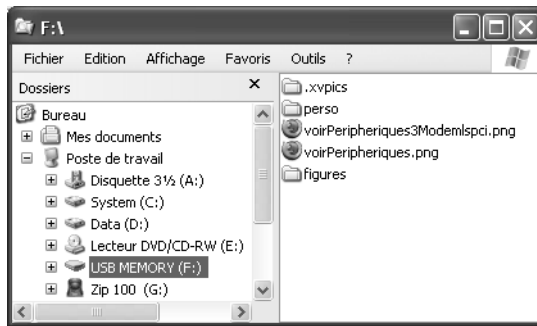 F:\
Fichier Edition Affichage Favoris Outils ?
Dossiers
Bureau
Mes documents
Poste de travail
Disquette 3½ (A:)
System (C:)
Data (D:)
Lecteur DVD/CD-RW (E:)
USB MEMORY (F:)
Zip 100 (G:)
.xvpics
perso
voirPeripheriques3Modemlspci.png
voirPeripheriques.png
figures